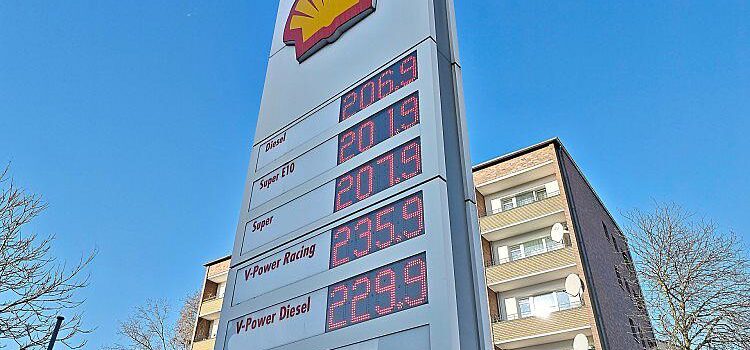 Diesel 206.9
Super E10 201.9
Super 207.9
V-Power Racing 235.9
V-Power Diesel 229.9